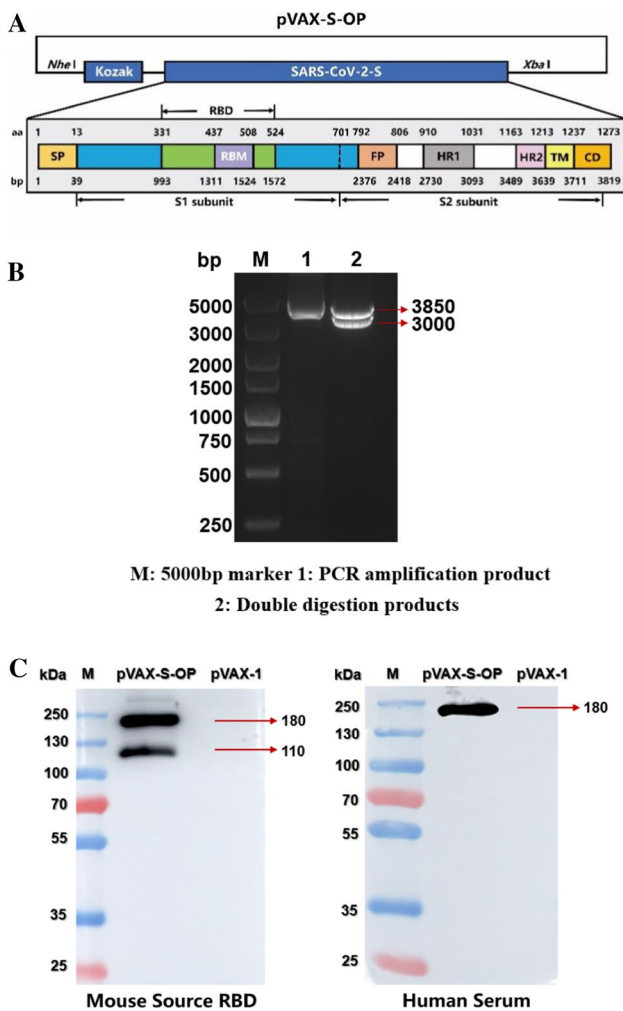 A
pVAX-S-OP
Nhe I
Kozak
SARS-CoV-2-S
Xba I
RBD
aa 1 13 331 437 508 524 701 792 806 910 1031 1163 1213 1237 1273
SP RBM FP HR1 HR2 TM CD
bp 1 39 993 1311 1524 1572 2376 2418 2730 3093 3489 3639 3711 3819
S1 subunit S2 subunit
B
bp M 1 2
5000
3000
2000
1500
1000
750
500
250
3850
3000
M: 5000bp marker 1: PCR amplification product
2: Double digestion products
C
kDa M pVAX-S-OP pVAX-1
250
130
100
70
55
35
25
180
110
Mouse Source RBD
kDa M pVAX-S-OP pVAX-1
250
130
100
70
55
35
25
180
Human Serum